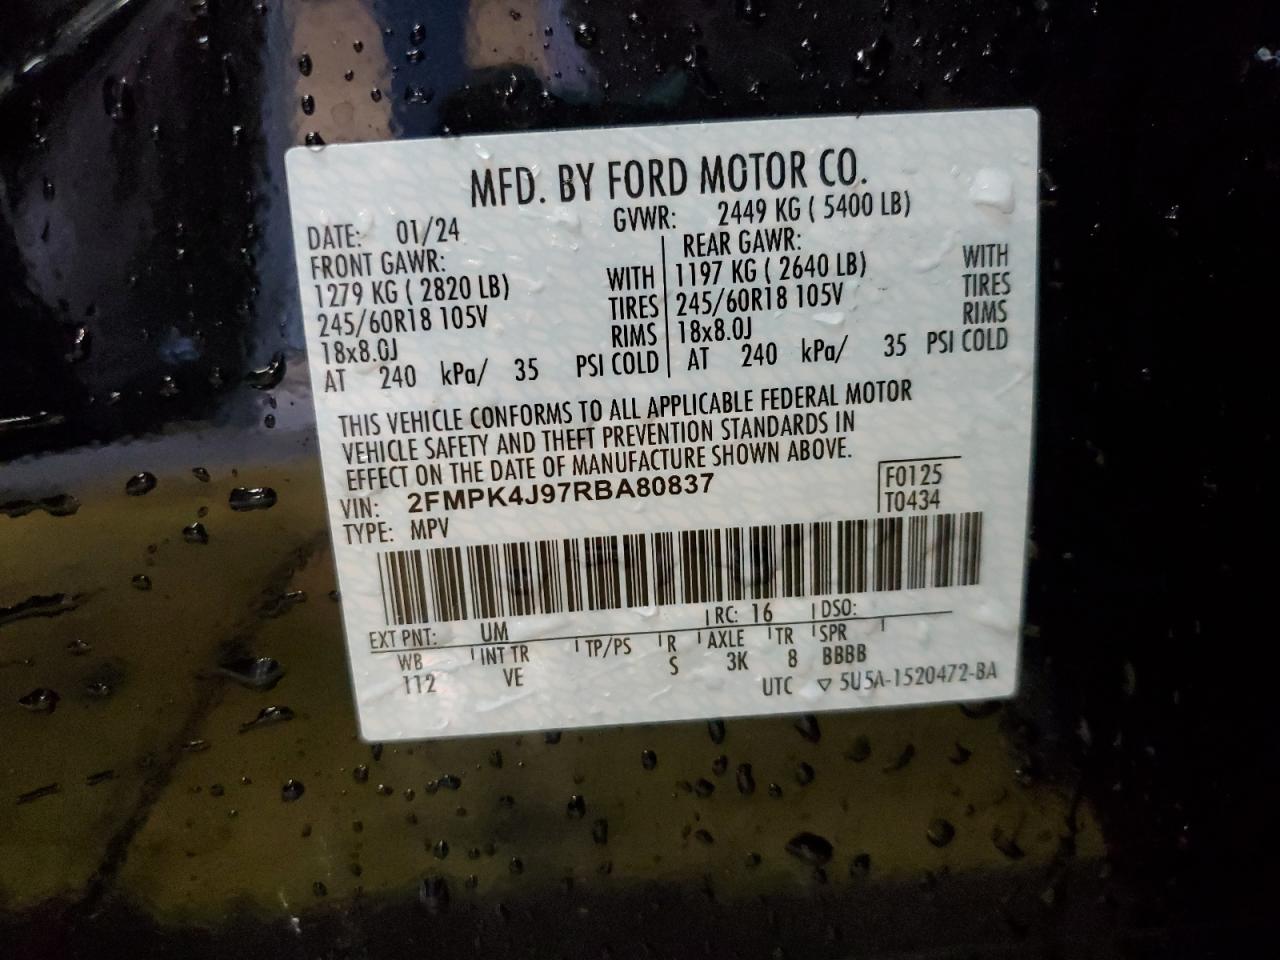 MFD. BY FORD MOTOR CO.
DATE: 01/24 GVWR: 2449 KG ( 5400 LB)
FRONT GAWR: REAR GAWR:
1279 KG ( 2820 LB) WITH 1197 KG ( 2640 LB) WITH
245/60R18 105V TIRES 245/60R18 105V TIRES
18x8.0J RIMS 18x8.0J RIMS
AT 240 kPa/ 35 PSI COLD AT 240 kPa/ 35 PSI COLD
THIS VEHICLE CONFORMS TO ALL APPLICABLE FEDERAL MOTOR
VEHICLE SAFETY AND THEFT PREVENTION STANDARDS IN
EFFECT ON THE DATE OF MANUFACTURE SHOWN ABOVE.
VIN: 2FMPK4J97RBA80837 F0125
TYPE: MPV T0434
EXT PNT: UM RC: 16 DSO:
WB INT TR TP/PS R AXLE TR SPR
112 VE S 3K 8 BBBB
UTC ▽ 5U5A-1520472-BA